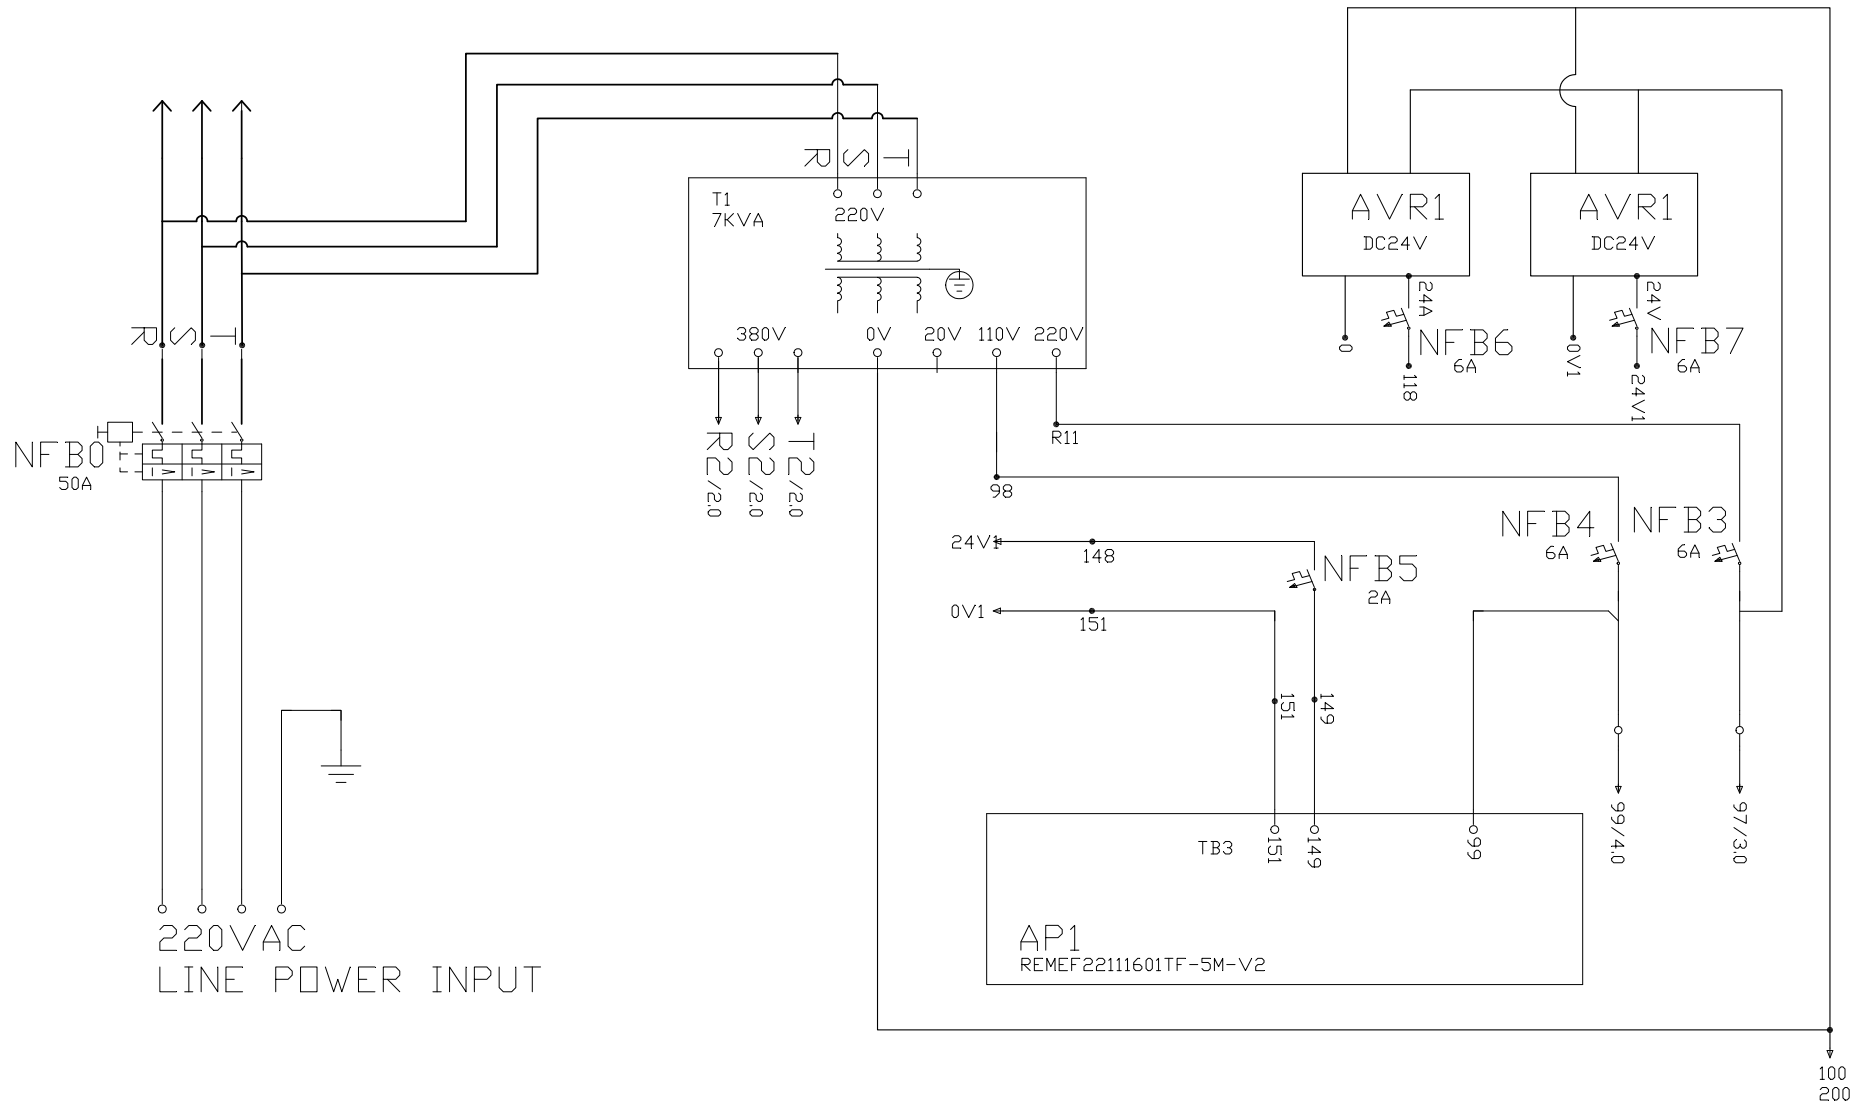 R S T
T1
7KVA
220V
380V 0V 20V 110V 220V
AVR1
DC24V
AVR1
DC24V
24A
NFB6
6A
0
118
24V
NFB7
6A
0V1
24V1
R S T
NFB0
50A
R2/2.0
S2/2.0
T2/2.0
R11
98
24V1
148
NFB5
2A
0V1
151
NFB4
6A
NFB3
6A
151
149
TB3
151
149
99
99/4.0
97/3.0
AP1
REMEF22111601TF-5M-V2
220VAC
LINE POWER INPUT
100
200